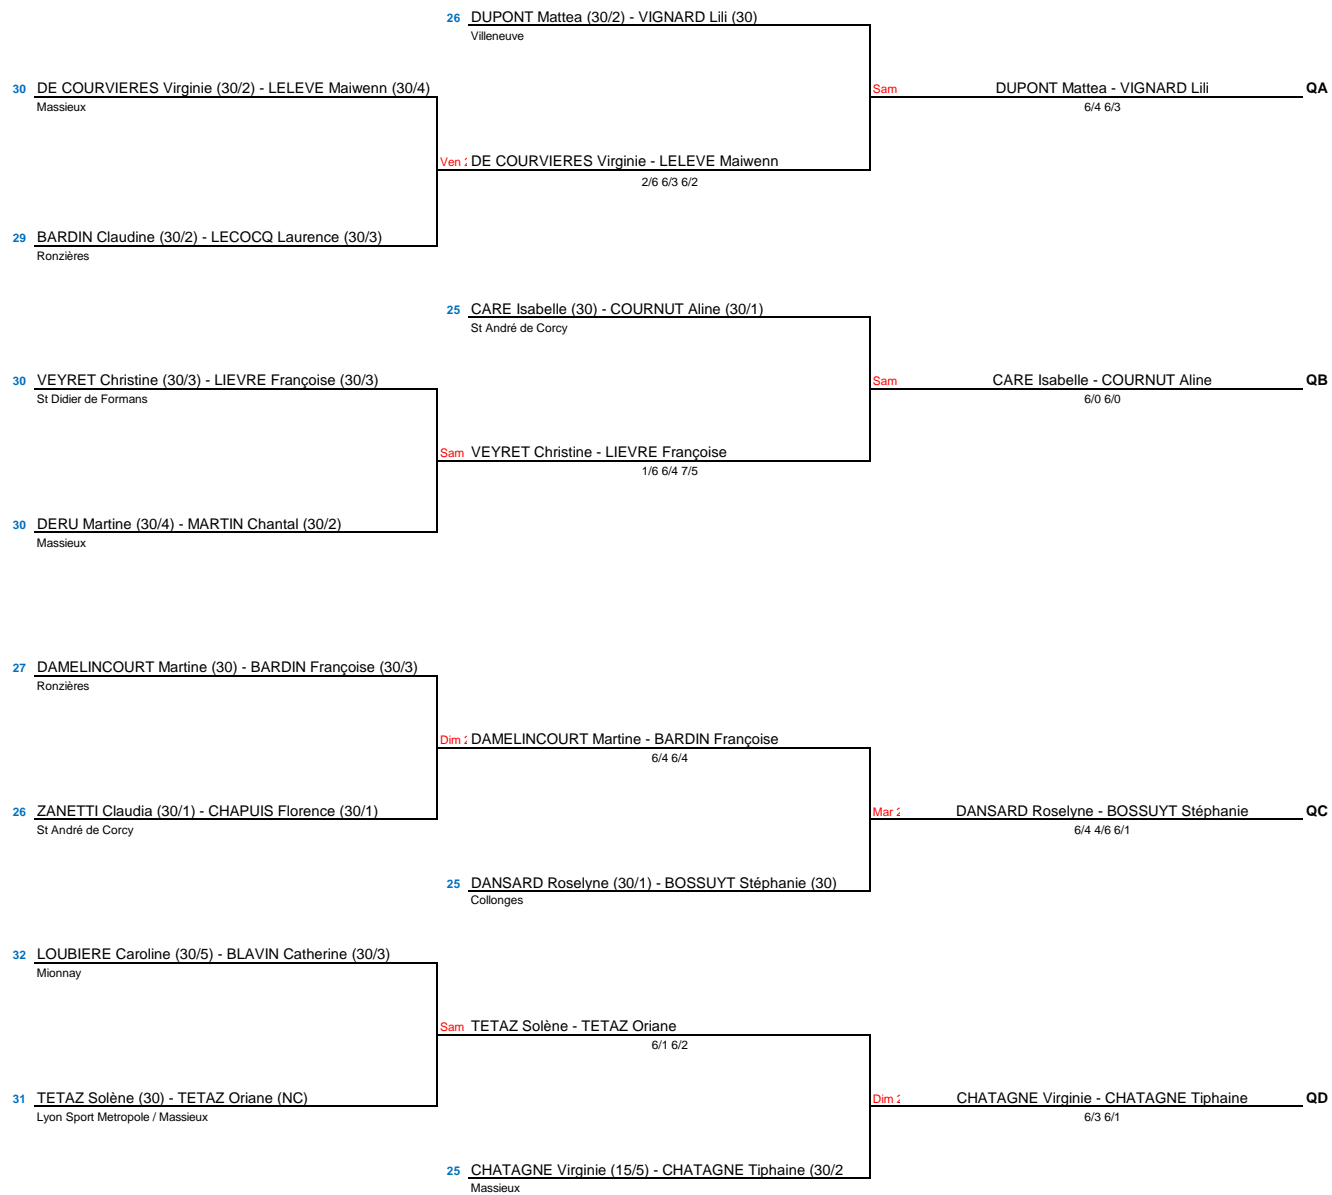 26 DUPONT Mattea (30/2) - VIGNARD Lili (30)
Villeneuve
30 DE COURVIERES Virginie (30/2) - LELEVE Maiwenn (30/4)
Massieux
Sam DUPONT Mattea - VIGNARD Lili QA
6/4 6/3
Ven 2 DE COURVIERES Virginie - LELEVE Maiwenn
2/6 6/3 6/2
29 BARDIN Claudine (30/2) - LECOCQ Laurence (30/3)
Ronzières
25 CARE Isabelle (30) - COURNUT Aline (30/1)
St André de Corcy
30 VEYRET Christine (30/3) - LIEVRE Françoise (30/3)
St Didier de Formans
Sam CARE Isabelle - COURNUT Aline QB
6/0 6/0
Sam VEYRET Christine - LIEVRE Françoise
1/6 6/4 7/5
30 DERU Martine (30/4) - MARTIN Chantal (30/2)
Massieux
27 DAMELINCOURT Martine (30) - BARDIN Françoise (30/3)
Ronzières
Dim 2 DAMELINCOURT Martine - BARDIN Françoise
6/4 6/4
26 ZANETTI Claudia (30/1) - CHAPUIS Florence (30/1)
St André de Corcy
Mar 2 DANSARD Roselyne - BOSSUYT Stéphanie QC
6/4 4/6 6/1
25 DANSARD Roselyne (30/1) - BOSSUYT Stéphanie (30)
Collonges
32 LOUBIERE Caroline (30/5) - BLAVIN Catherine (30/3)
Mionnay
Sam TETAZ Solène - TETAZ Oriane
6/1 6/2
31 TETAZ Solène (30) - TETAZ Oriane (NC)
Lyon Sport Metropole / Massieux
Dim 2 CHATAGNE Virginie - CHATAGNE Tiphaine QD
6/3 6/1
25 CHATAGNE Virginie (15/5) - CHATAGNE Tiphaine (30/2
Massieux